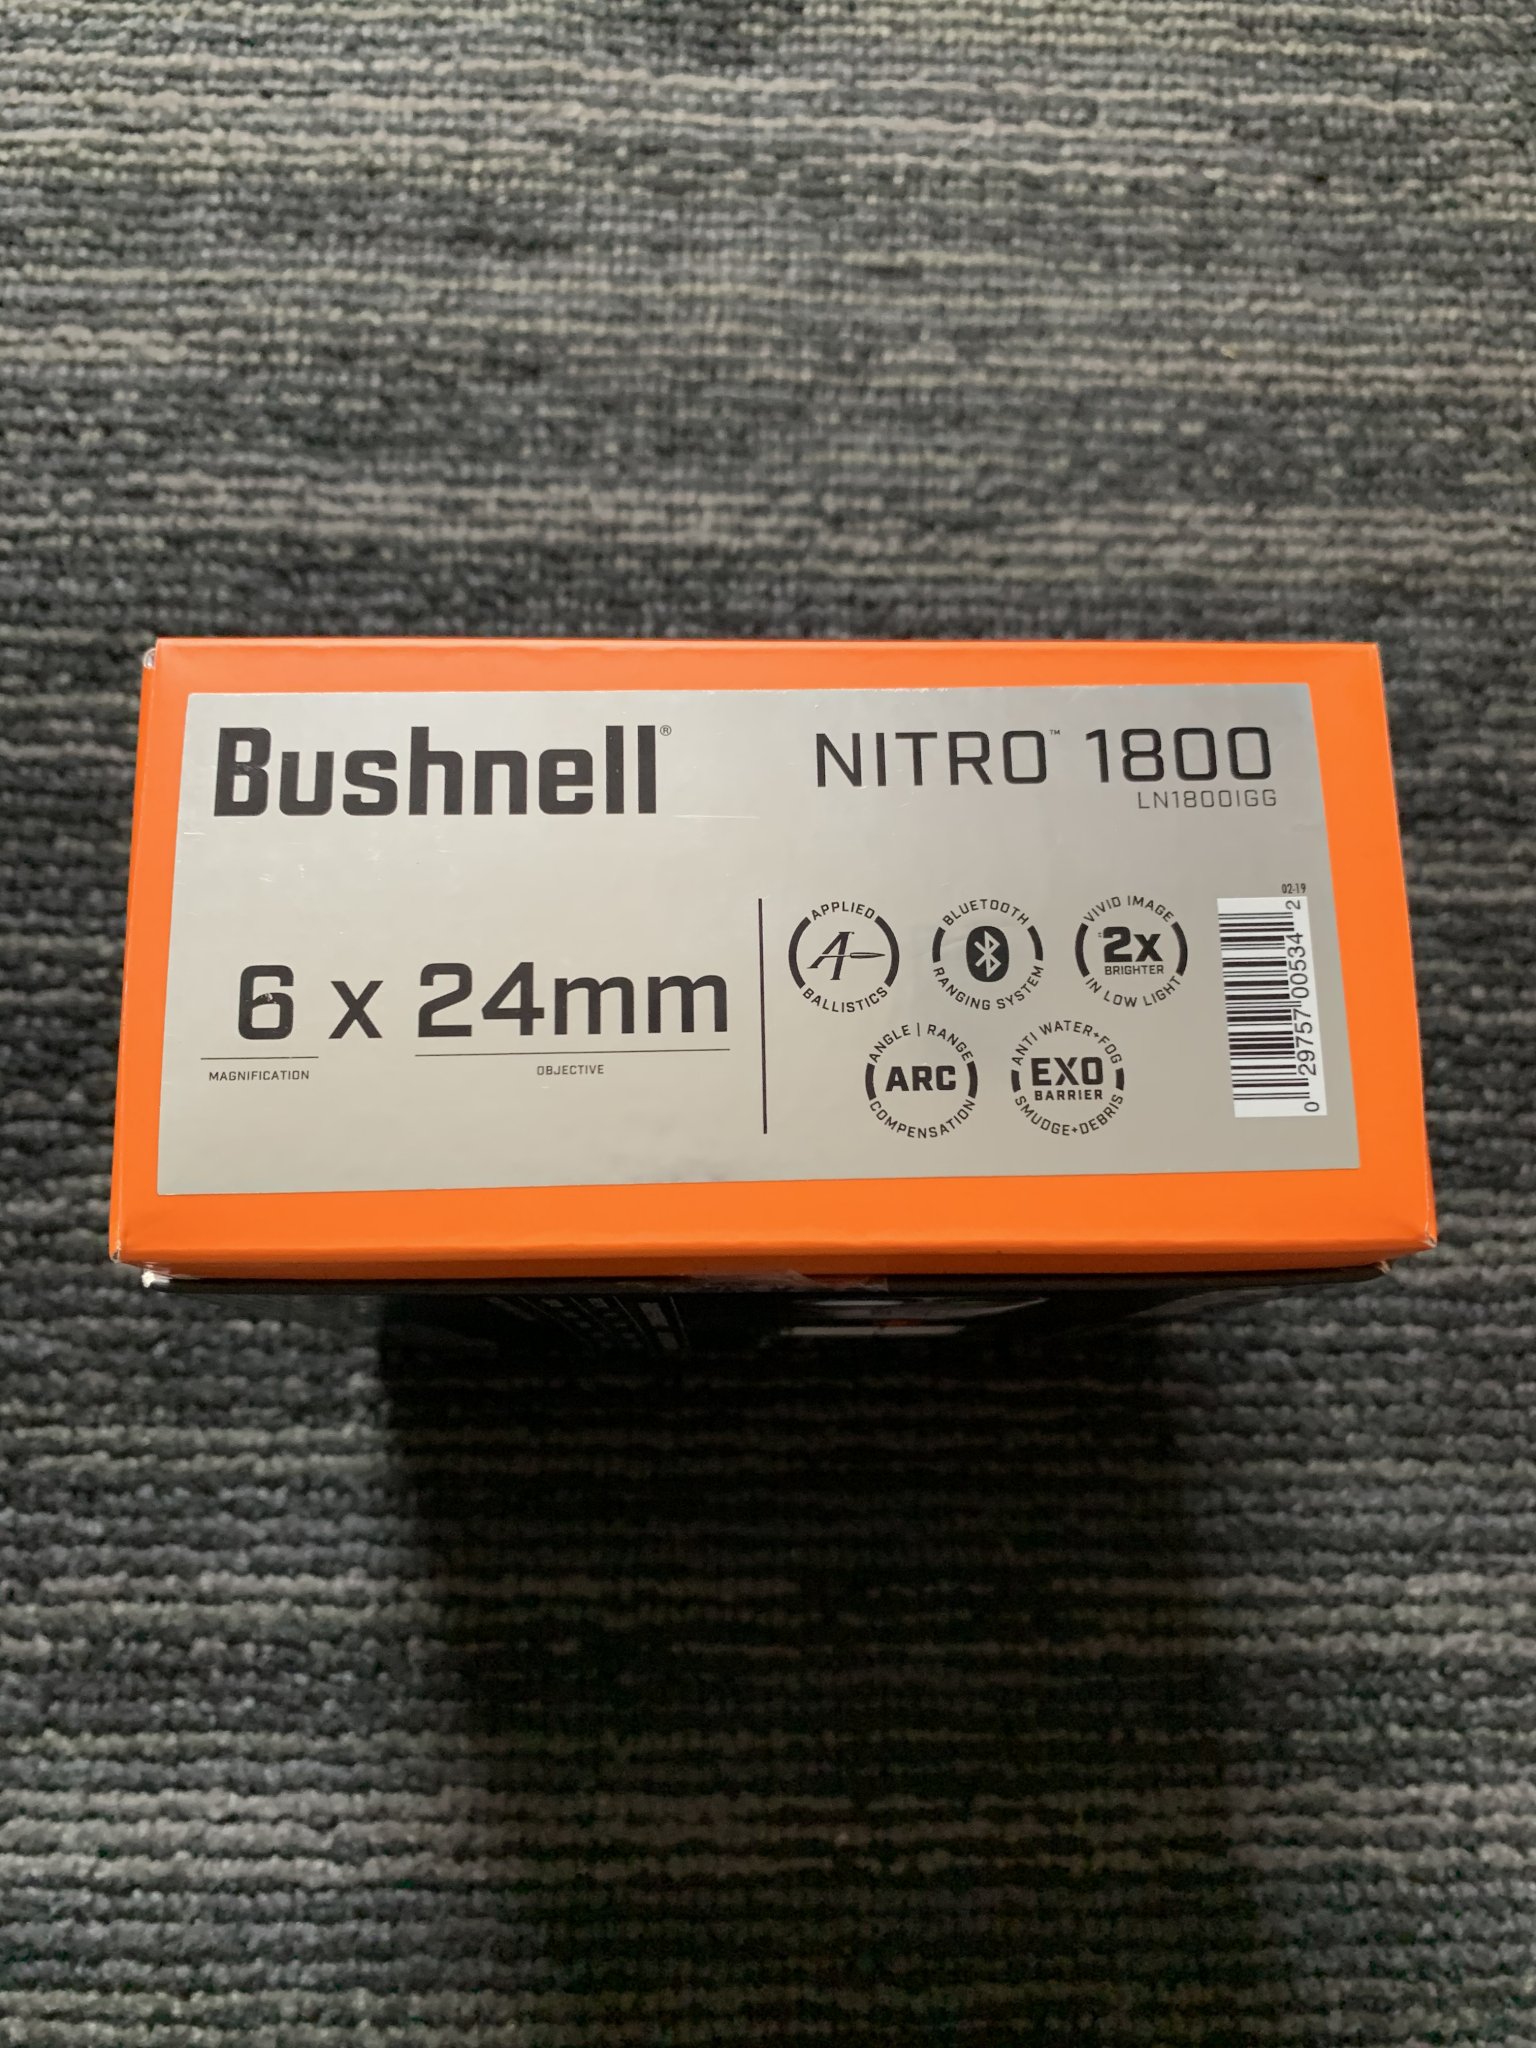 Bushnell®
NITRO™ 1800
LN1800IGG
6 x 24mm
MAGNIFICATION
OBJECTIVE
APPLIED
A
BALLISTICS
BLUETOOTH
RANGING SYSTEM
VIVID IMAGE
2x
BRIGHTER
IN LOW LIGHT
ANGLE | RANGE
ARC
COMPENSATION
ANTI WATER+FOG
EXO
BARRIER
SMUDGE+DEBRIS
02-19
0 29757 00534 2